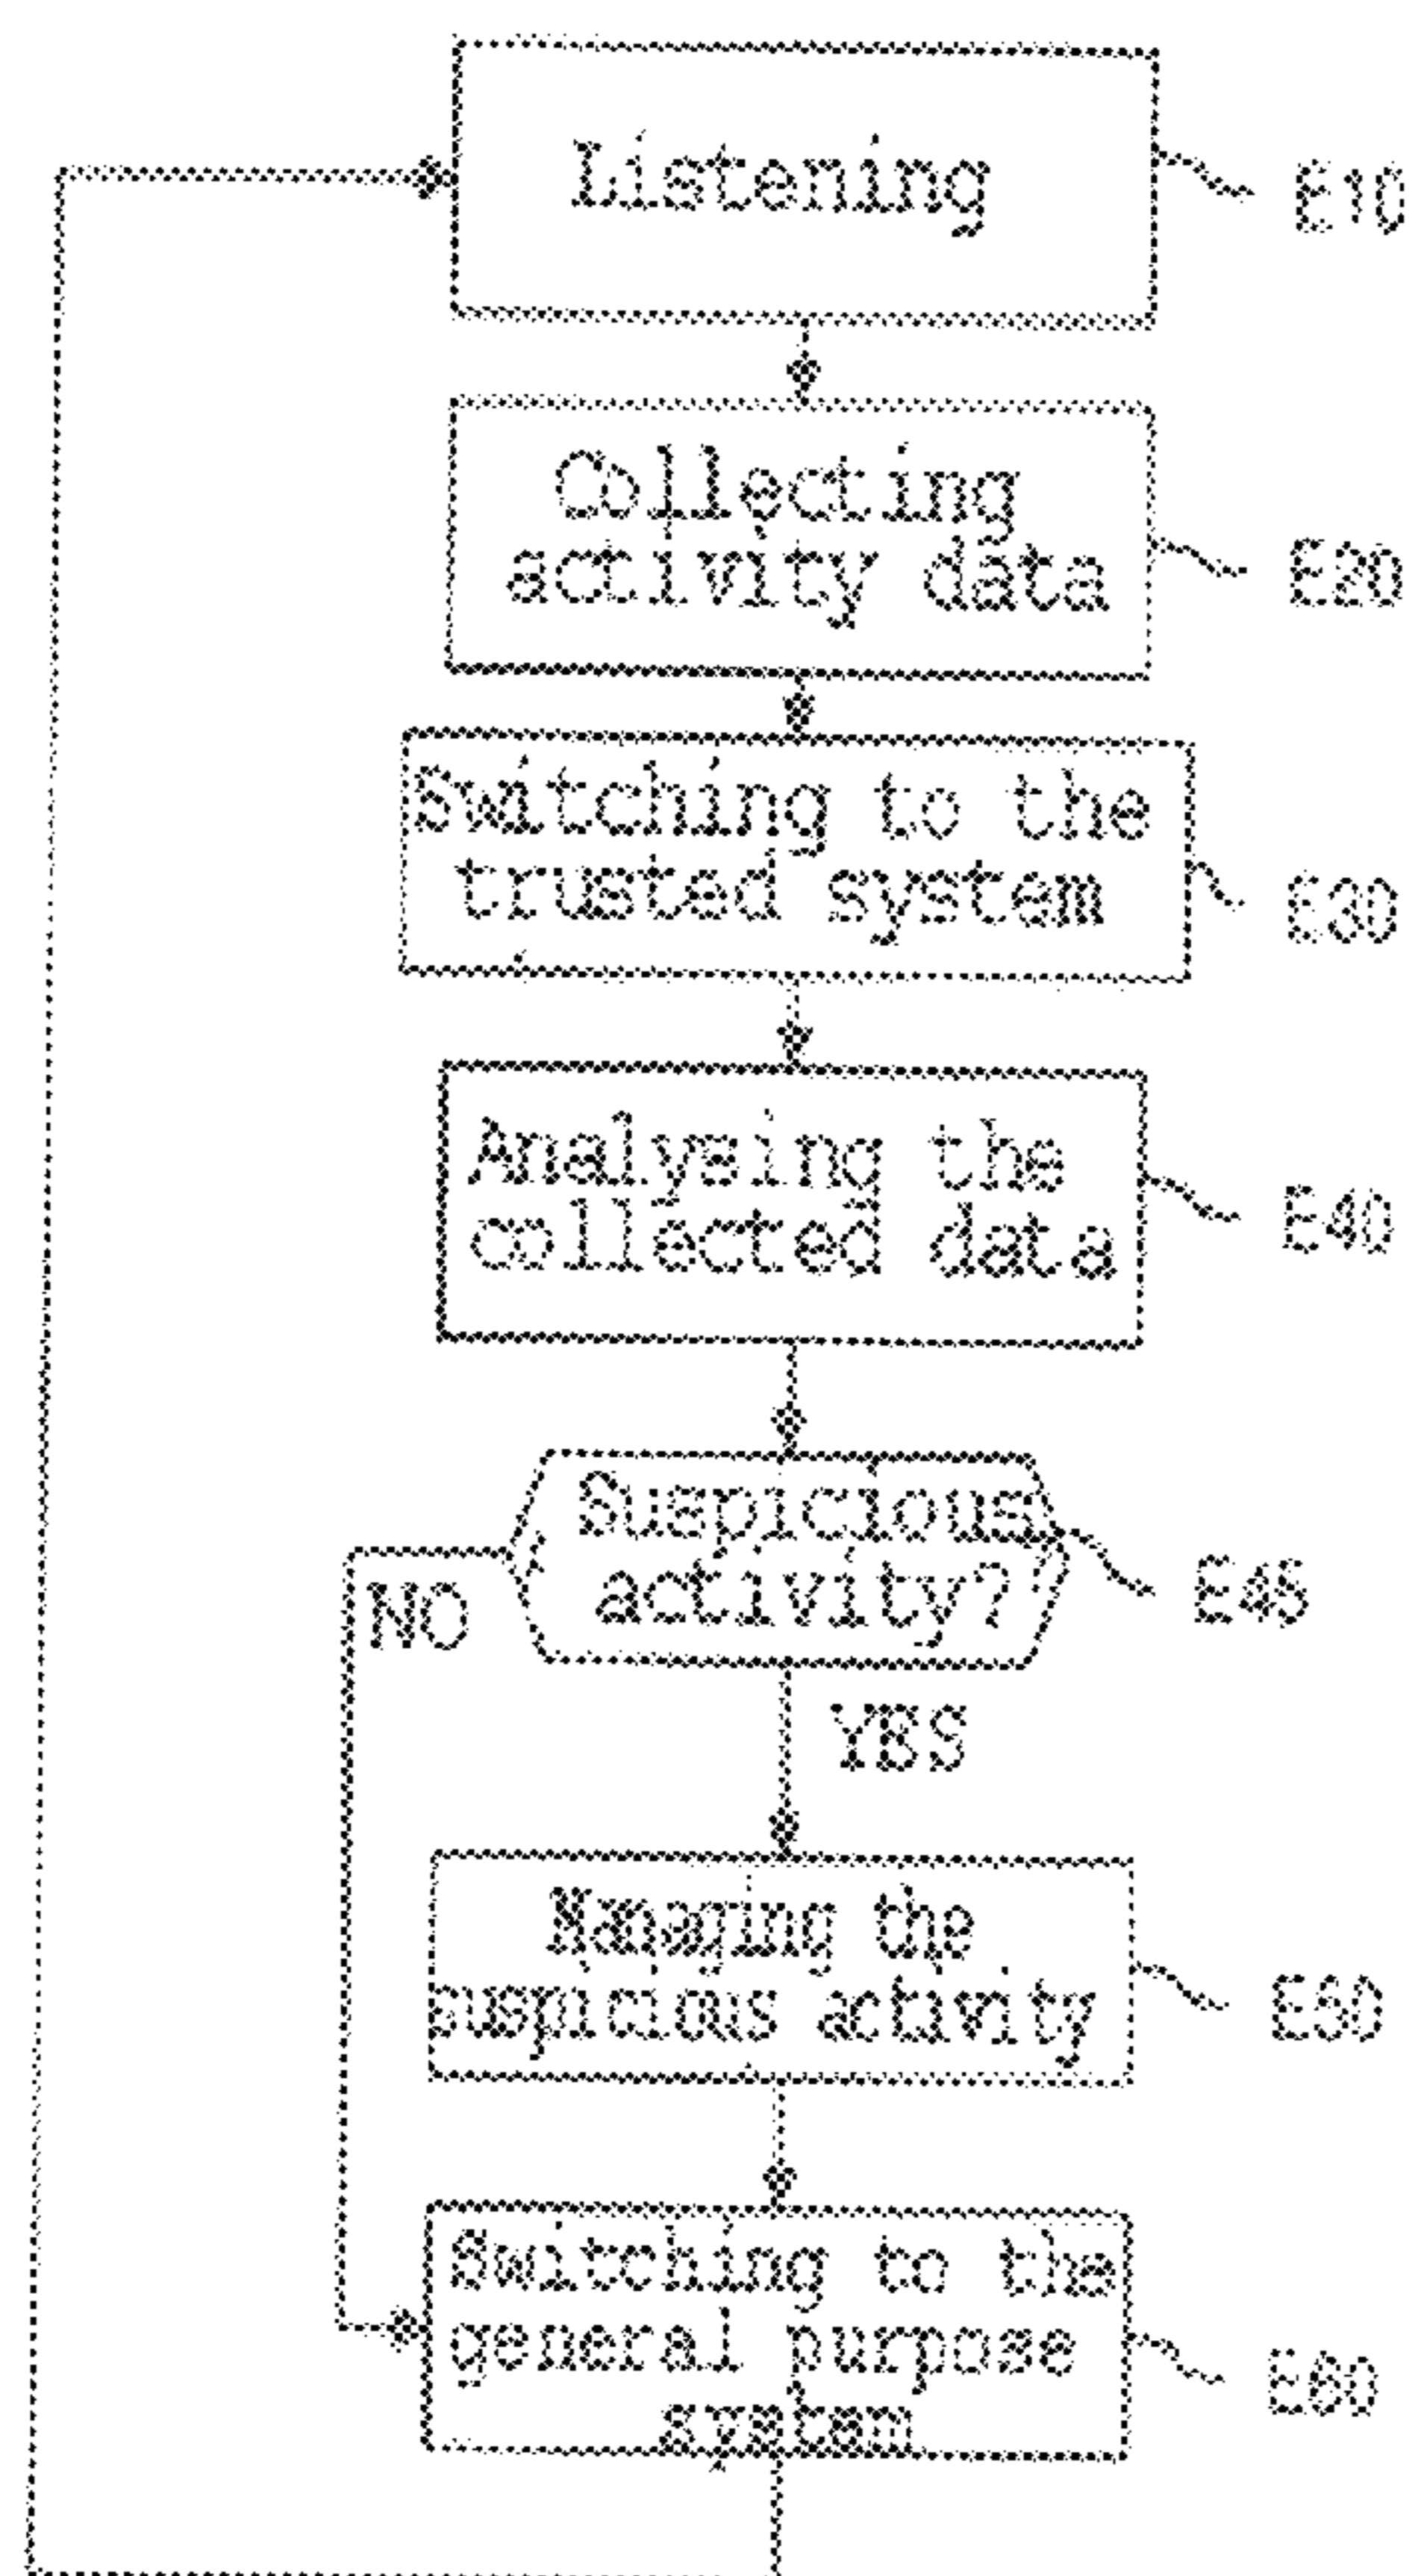 Listening
E10
Collecting
activity data
E20
Switching to the
trusted system
E30
Analysing the
collected data
E40
Suspicious
activity?
E45
NO
YES
Managing the
suspicious activity
E50
Switching to the
general purpose
system
E60